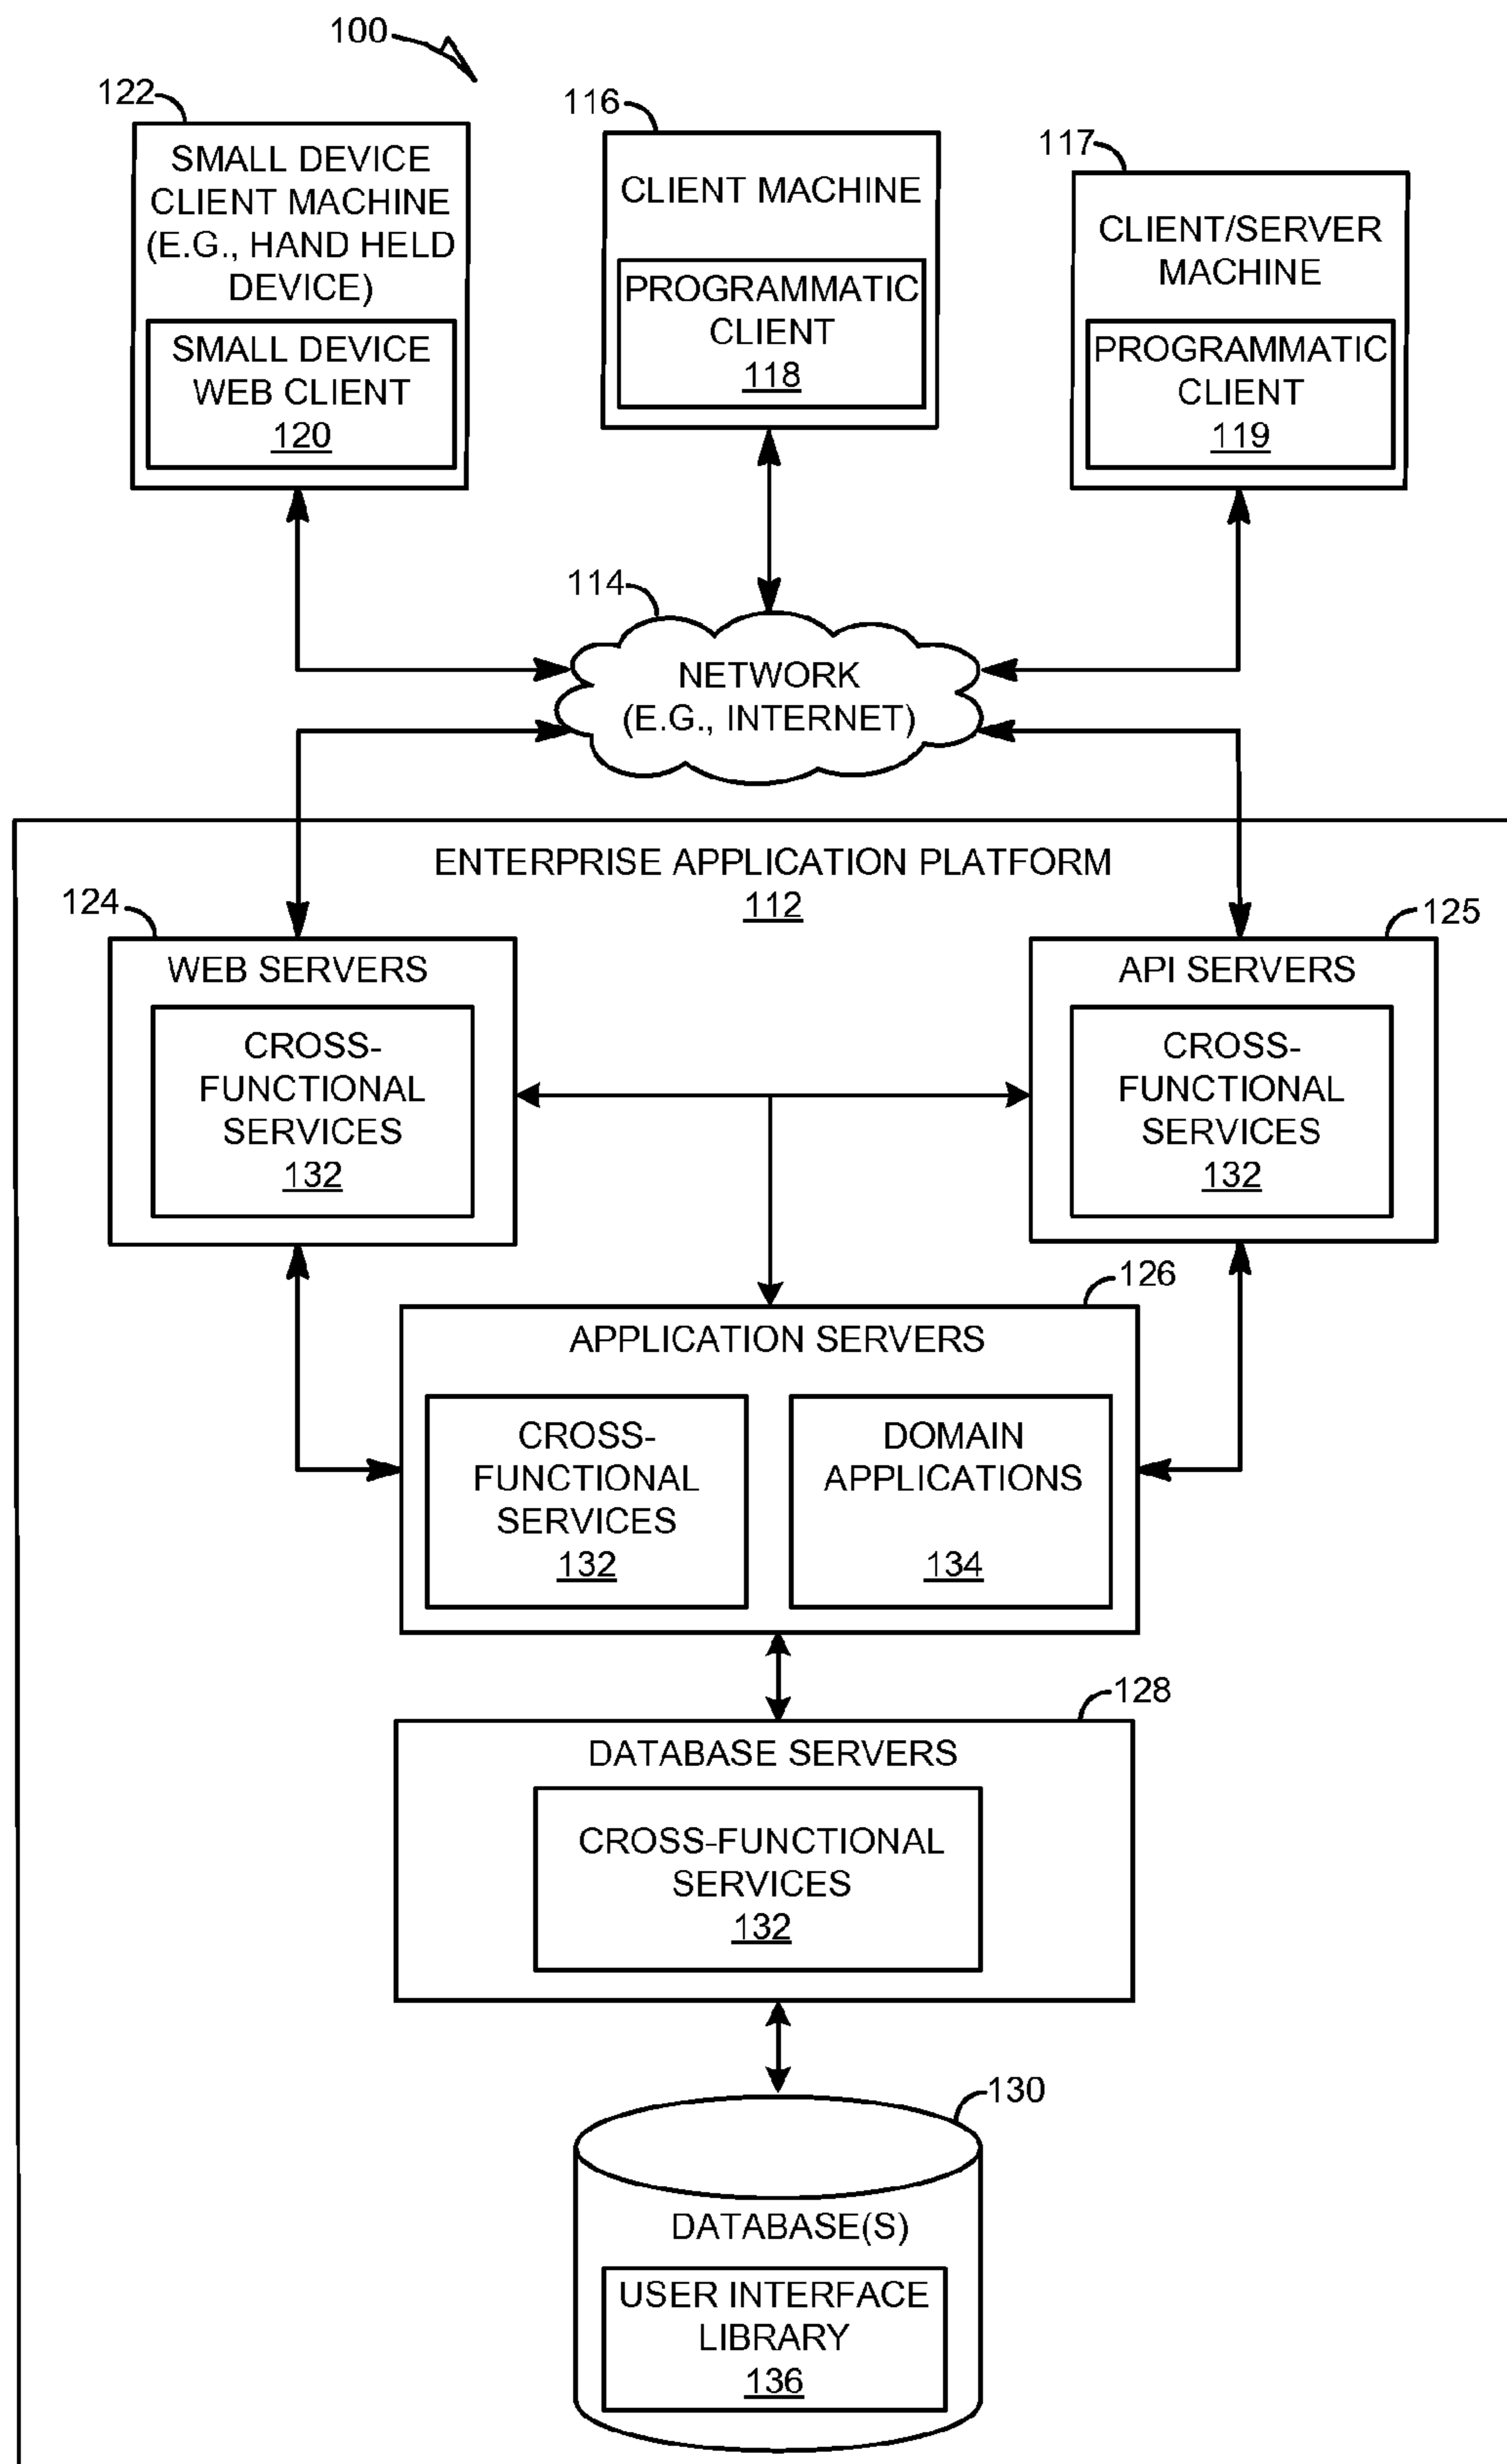 100
122
SMALL DEVICE
CLIENT MACHINE
(E.G., HAND HELD
DEVICE)
SMALL DEVICE
WEB CLIENT
120
116
CLIENT MACHINE
PROGRAMMATIC
CLIENT
118
117
CLIENT/SERVER
MACHINE
PROGRAMMATIC
CLIENT
119
114
NETWORK
(E.G., INTERNET)
ENTERPRISE APPLICATION PLATFORM
112
124
WEB SERVERS
CROSS-
FUNCTIONAL
SERVICES
132
125
API SERVERS
CROSS-
FUNCTIONAL
SERVICES
132
126
APPLICATION SERVERS
CROSS-
FUNCTIONAL
SERVICES
132
DOMAIN
APPLICATIONS
134
128
DATABASE SERVERS
CROSS-FUNCTIONAL
SERVICES
132
130
DATABASE(S)
USER INTERFACE
LIBRARY
136